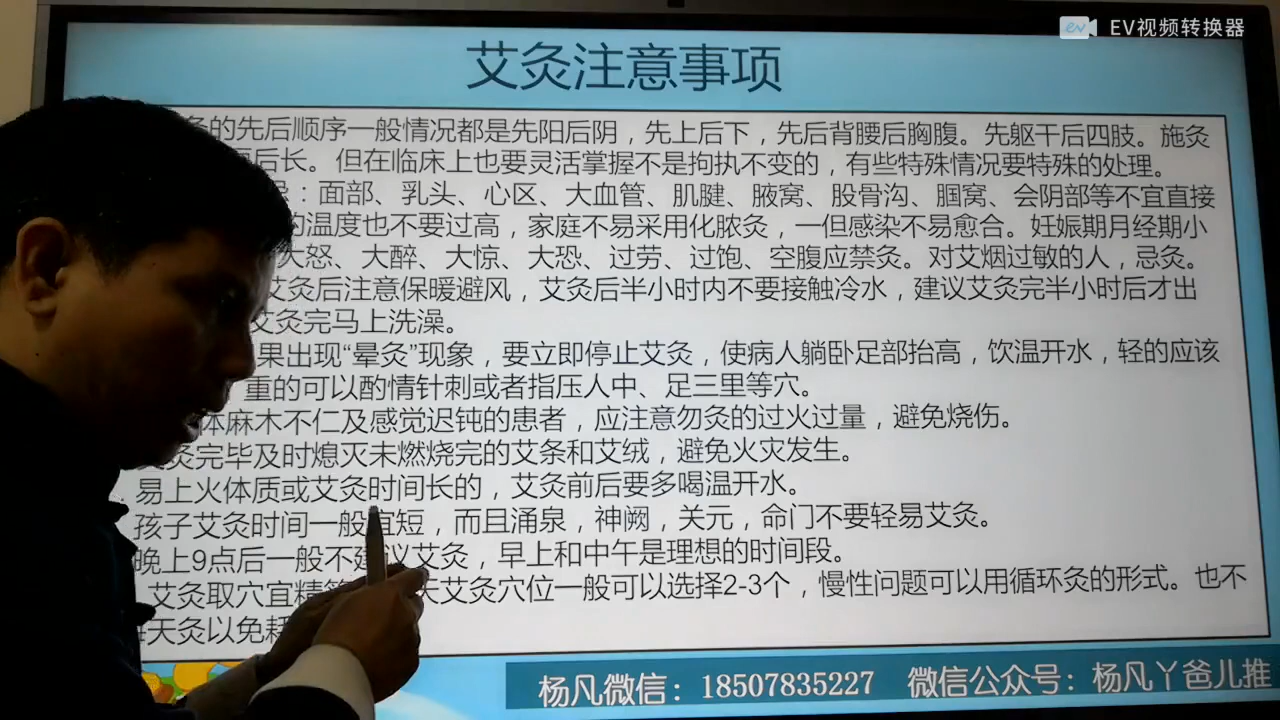 EV视频转换器
艾灸注意事项
的先后顺序一般情况都是先阳后阴，先上后下，先后背腰后胸腹。先躯干后四肢。施灸
后长。但在临床上也要灵活掌握不是拘执不变的，有些特殊情况要特殊的处理。
：面部、乳头、心区、大血管、肌腱、腋窝、股骨沟、腘窝、会阴部等不宜直接
的温度也不要过高，家庭不易采用化脓灸，一但感染不易愈合。妊娠期月经期小
大怒、大醉、大惊、大恐、过劳、过饱、空腹应禁灸。对艾烟过敏的人，忌灸。
艾灸后注意保暖避风，艾灸后半小时内不要接触冷水，建议艾灸完半小时后才出
艾灸完马上洗澡。
果出现“晕灸”现象，要立即停止艾灸，使病人躺卧足部抬高，饮温开水，轻的应该
重的可以酌情针刺或者指压人中、足三里等穴。
体麻木不仁及感觉迟钝的患者，应注意勿灸的过火过量，避免烧伤。
灸完毕及时熄灭未燃烧完的艾条和艾绒，避免火灾发生。
易上火体质或艾灸时间长的，艾灸前后要多喝温开水。
孩子艾灸时间一般宜短，而且涌泉，神阙，关元，命门不要轻易艾灸。
晚上9点后一般不建议艾灸，早上和中午是理想的时间段。
艾灸取穴宜精 天艾灸穴位一般可以选择2-3个，慢性问题可以用循环灸的形式。也不
天灸以免耗
杨凡微信：18507835227 微信公众号：杨凡丫爸儿推